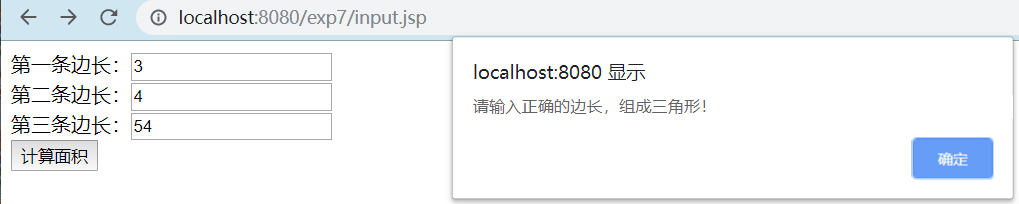 localhost:8080/exp7/input.jsp
第一条边长：3
第二条边长：4
第三条边长：54
计算面积
localhost:8080 显示
请输入正确的边长，组成三角形！
确定